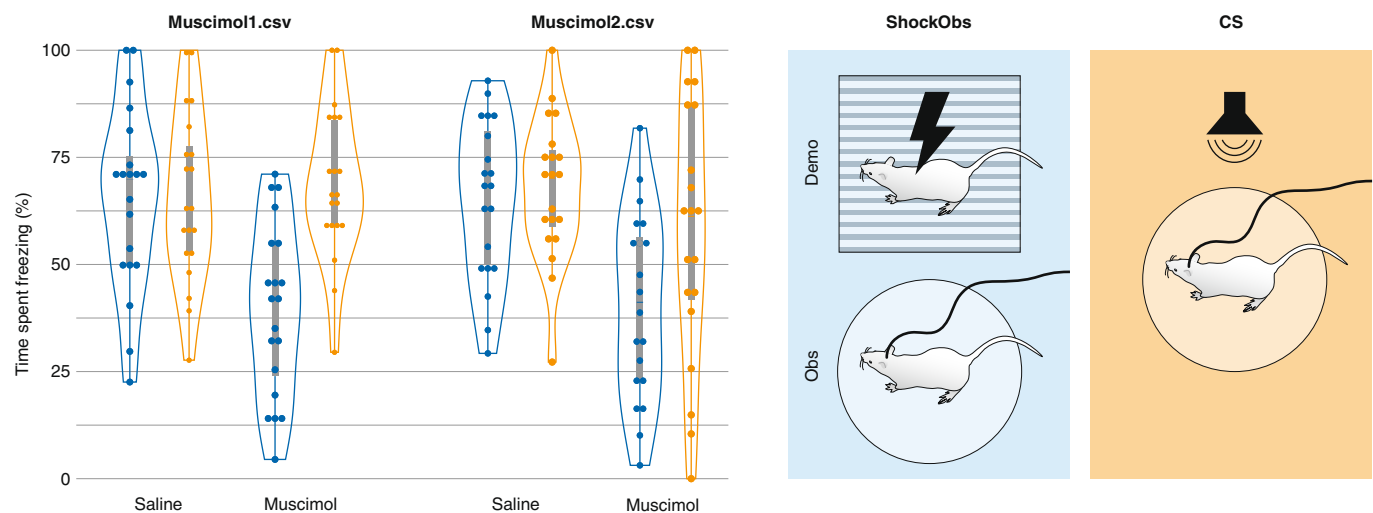 Muscimol1.csv
Muscimol2.csv
ShockObs
CS
Time spent freezing (%)
100
75
50
25
0
Saline
Muscimol
Saline
Muscimol
Demo
Obs